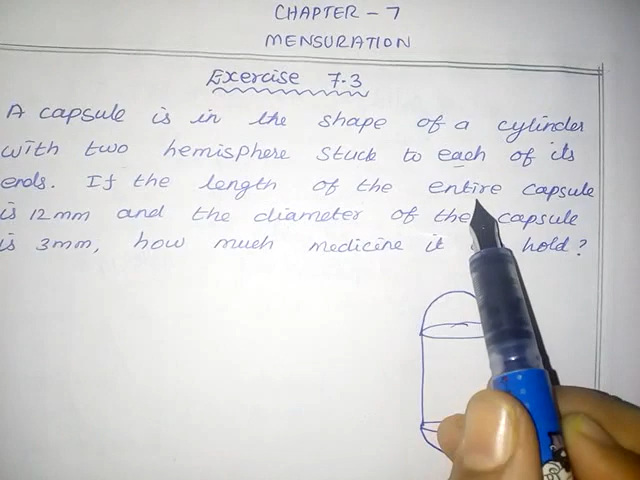 CHAPTER - 7
MENSURATION
Exercise 7.3
A capsule is in the shape of a cylinder
with two hemisphere stuck to each of its
ends. If the length of the entire capsule
is 12mm and the diameter of the capsule
is 3mm, how much medicine it hold?